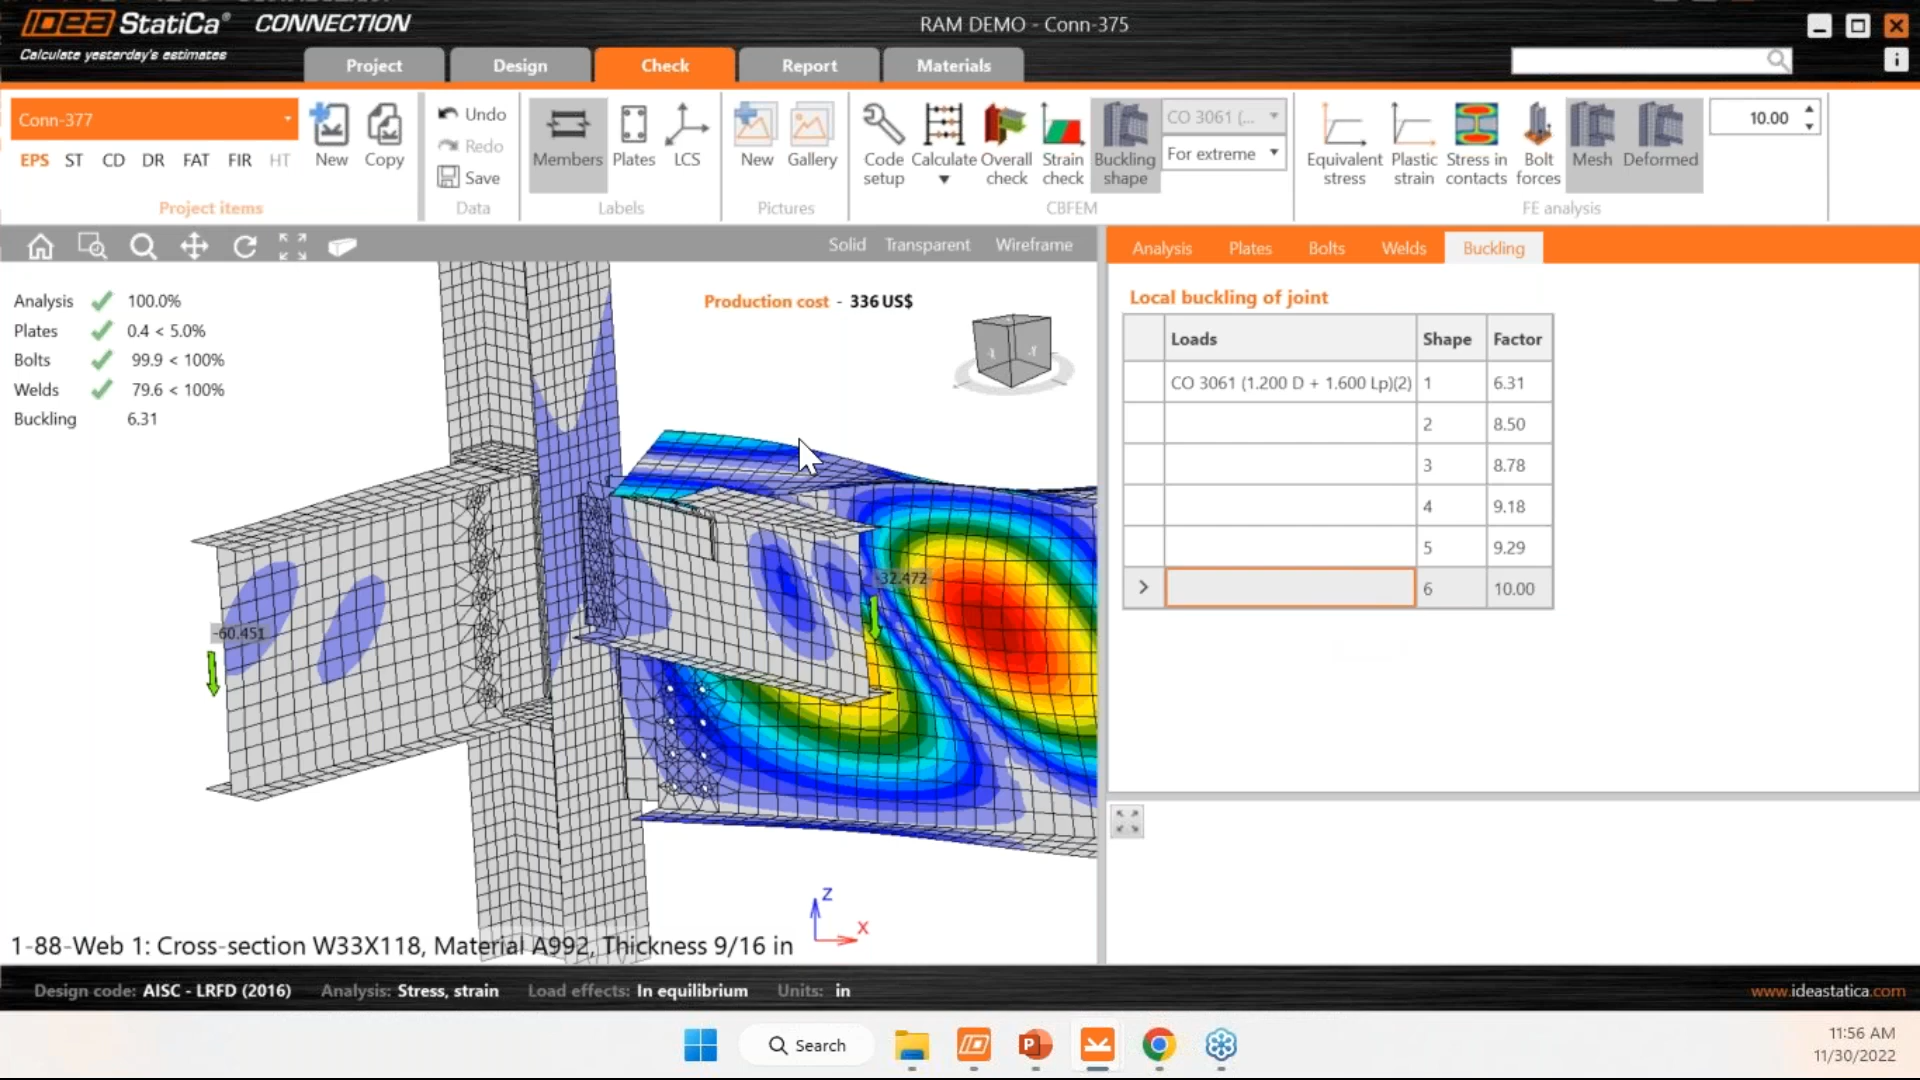 IDEA StatiCa® CONNECTION
Calculate yesterday's estimates
RAM DEMO - Conn-375
i
Project Design Check Report Materials
Conn-377
EPS ST CD DR FAT FIR HT
Project items
New Copy
Undo
Redo
Save
Data
Members Plates LCS
Labels
New Gallery
Pictures
Code setup
Calculate
Overall check
Strain check
Buckling shape
CO 3061 (...
For extreme
CBFEM
Equivalent stress
Plastic strain
Stress in contacts
Bolt forces
Mesh
Deformed
10.00
FE analysis
Solid Transparent Wireframe
Analysis 100.0%
Plates 0.4 < 5.0%
Bolts 99.9 < 100%
Welds 79.6 < 100%
Buckling 6.31
Production cost - 336 US$
-60.451
-32.472
Z
X
1-88-Web 1: Cross-section W33X118, Material A992, Thickness 9/16 in
Analysis Plates Bolts Welds Buckling
Local buckling of joint
Loads Shape Factor
CO 3061 (1.200 D + 1.600 Lp)(2) 1 6.31
2 8.50
3 8.78
4 9.18
5 9.29
> 6 10.00
Design code: AISC - LRFD (2016) Analysis: Stress, strain Load effects: In equilibrium Units: in
www.ideastatica.com
Search
11:56 AM
11/30/2022